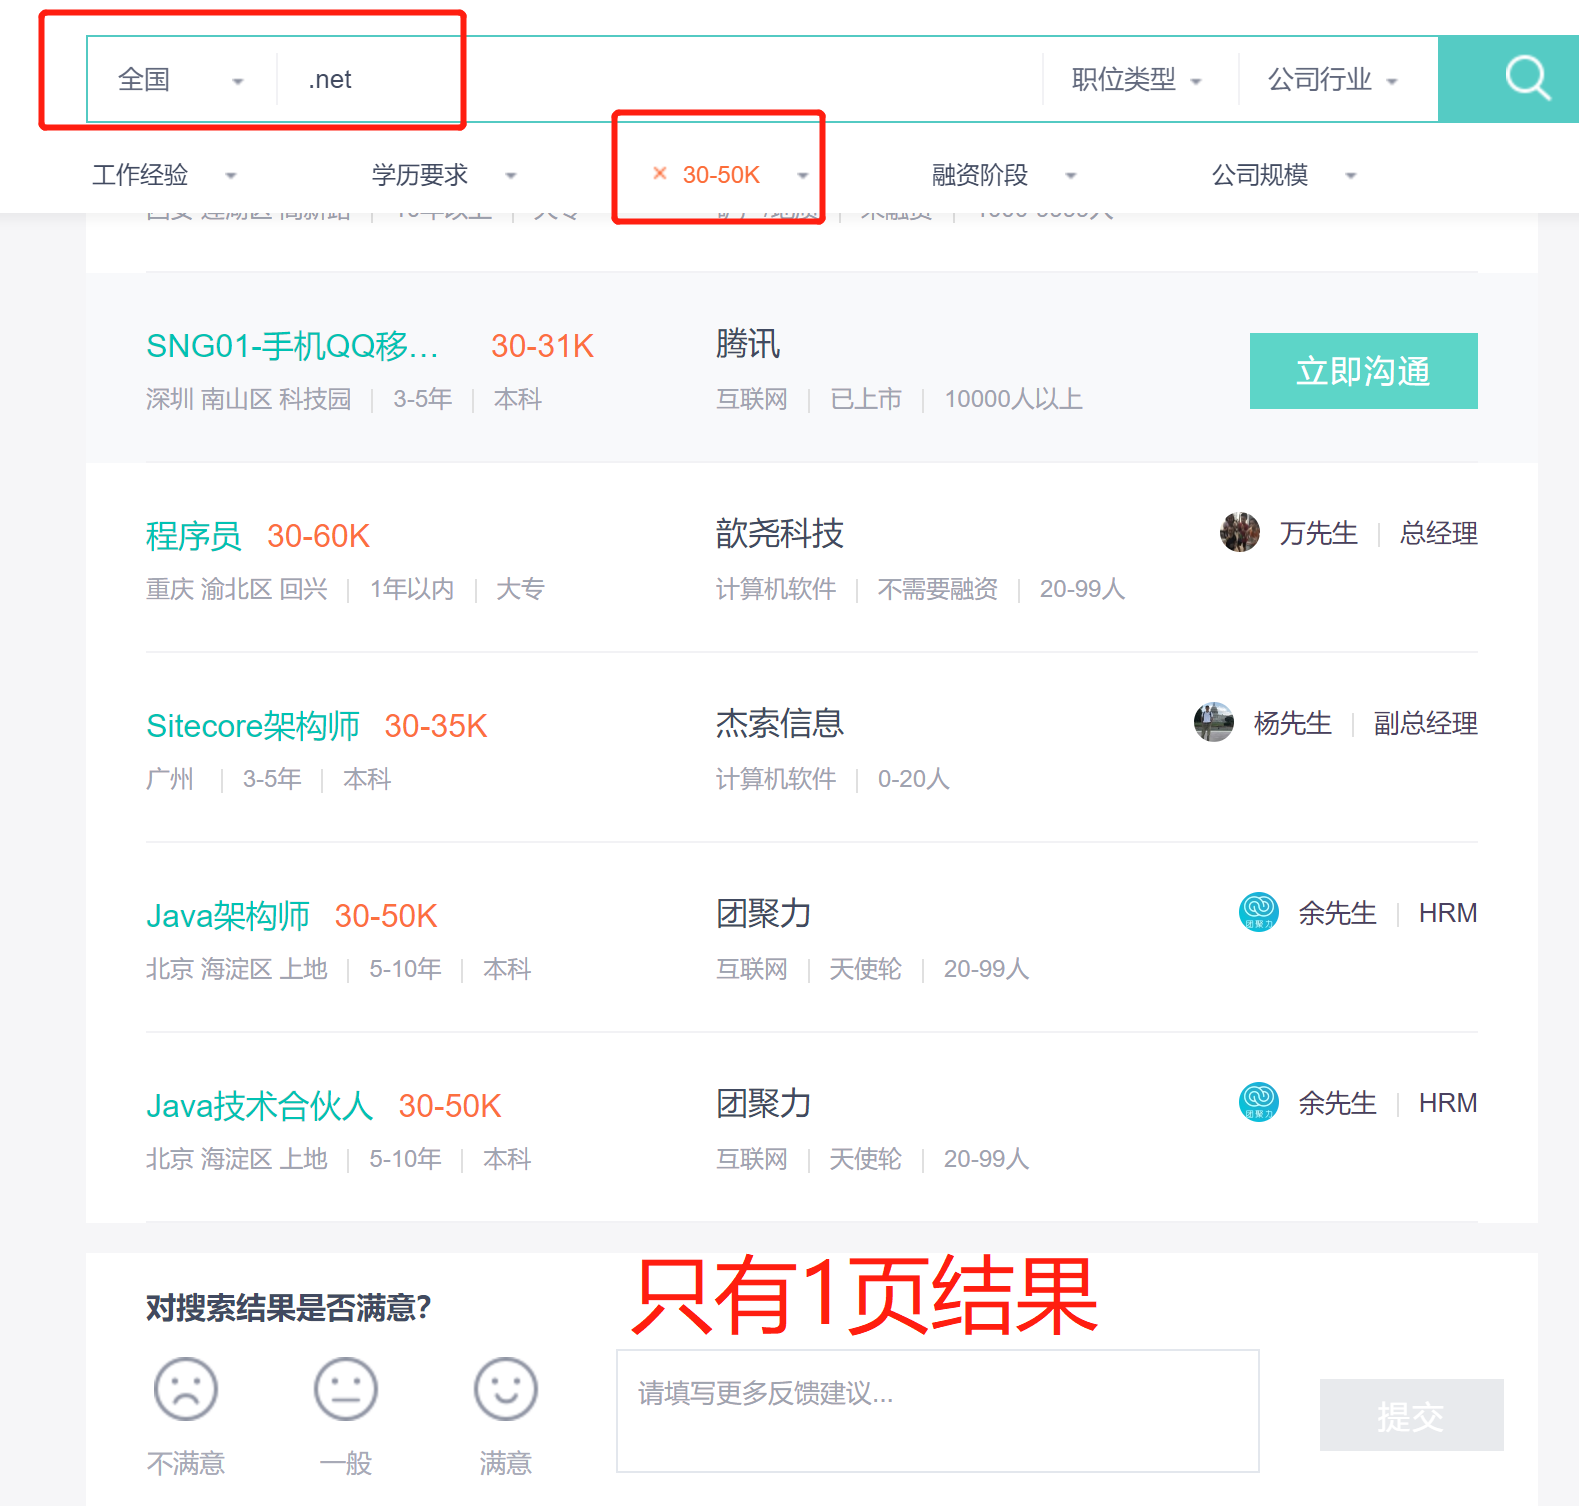 全国 .net 职位类型 公司行业
工作经验 学历要求 × 30-50K 融资阶段 公司规模
SNG01-手机QQ移... 30-31K 腾讯
立即沟通
深圳 南山区 科技园 3-5年 本科 互联网 已上市 10000人以上
程序员 30-60K 歆尧科技 万先生 总经理
重庆 渝北区 回兴 1年以内 大专 计算机软件 不需要融资 20-99人
Sitecore架构师 30-35K 杰索信息 杨先生 副总经理
广州 3-5年 本科 计算机软件 0-20人
Java架构师 30-50K 团聚力 团聚力 余先生 HRM
北京 海淀区 上地 5-10年 本科 互联网 天使轮 20-99人
Java技术合伙人 30-50K 团聚力 团聚力 余先生 HRM
北京 海淀区 上地 5-10年 本科 互联网 天使轮 20-99人
只有1页结果
对搜索结果是否满意?
请填写更多反馈建议...
提交
不满意 一般 满意